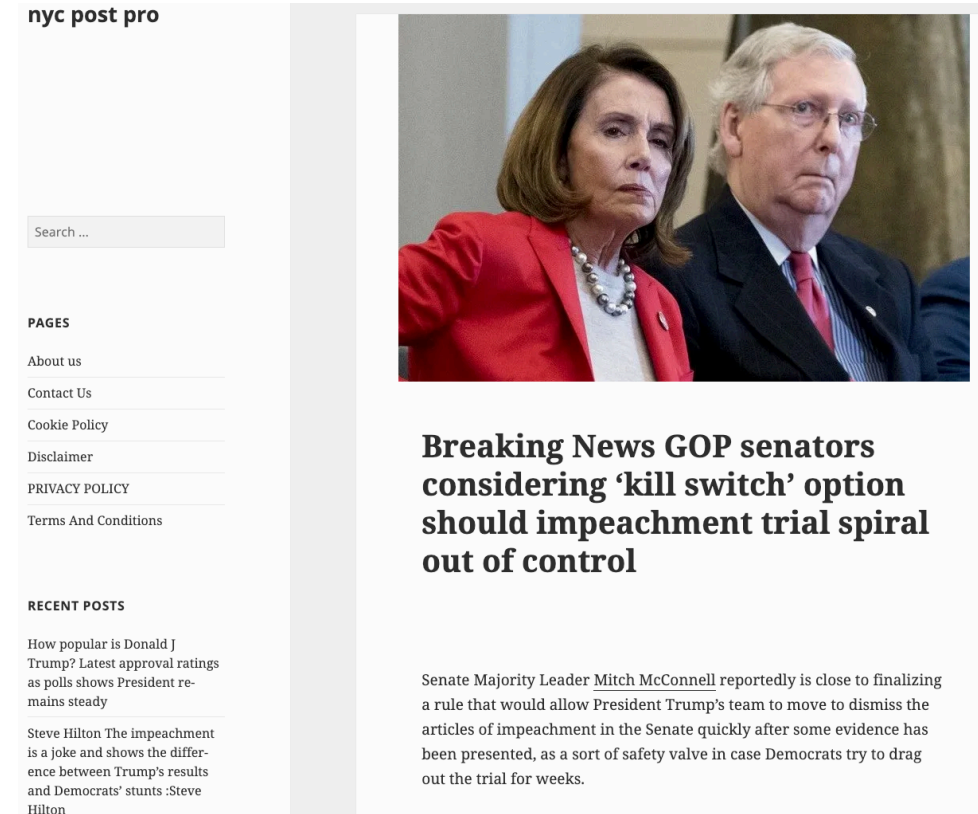 nyc post pro
Search ...
PAGES
About us
Contact Us
Cookie Policy
Disclaimer
PRIVACY POLICY
Terms And Conditions
RECENT POSTS
How popular is Donald J
Trump? Latest approval ratings
as polls shows President re-
mains steady
Steve Hilton The impeachment
is a joke and shows the differ-
ence between Trump’s results
and Democrats’ stunts :Steve
Hilton
Breaking News GOP senators
considering ‘kill switch’ option
should impeachment trial spiral
out of control
Senate Majority Leader Mitch McConnell reportedly is close to finalizing
a rule that would allow President Trump’s team to move to dismiss the
articles of impeachment in the Senate quickly after some evidence has
been presented, as a sort of safety valve in case Democrats try to drag
out the trial for weeks.